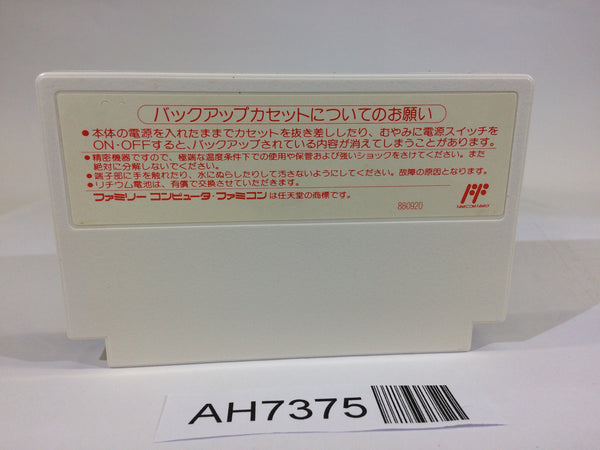 バックアップカセットについてのお願い
●本体の電源を入れたままでカセットを抜き差ししたり、むやみに電源スイッチを
ON・OFFすると、バックアップされている内容が消えてしまうことがあります。
●精密機器ですので、極端な温度条件下での使用や保管および強いショックをさけてください。また
絶対に分解しないでください。
●端子部に手を触れたり、水にぬらしたりして汚さないようにしてください。故障の原因となります。
●リチウム電池は、有償で交換させていただきます。
ファミリー コンピュータ・ファミコンは任天堂の商標です。
880920
FAMICOM FAMILY
AH7375